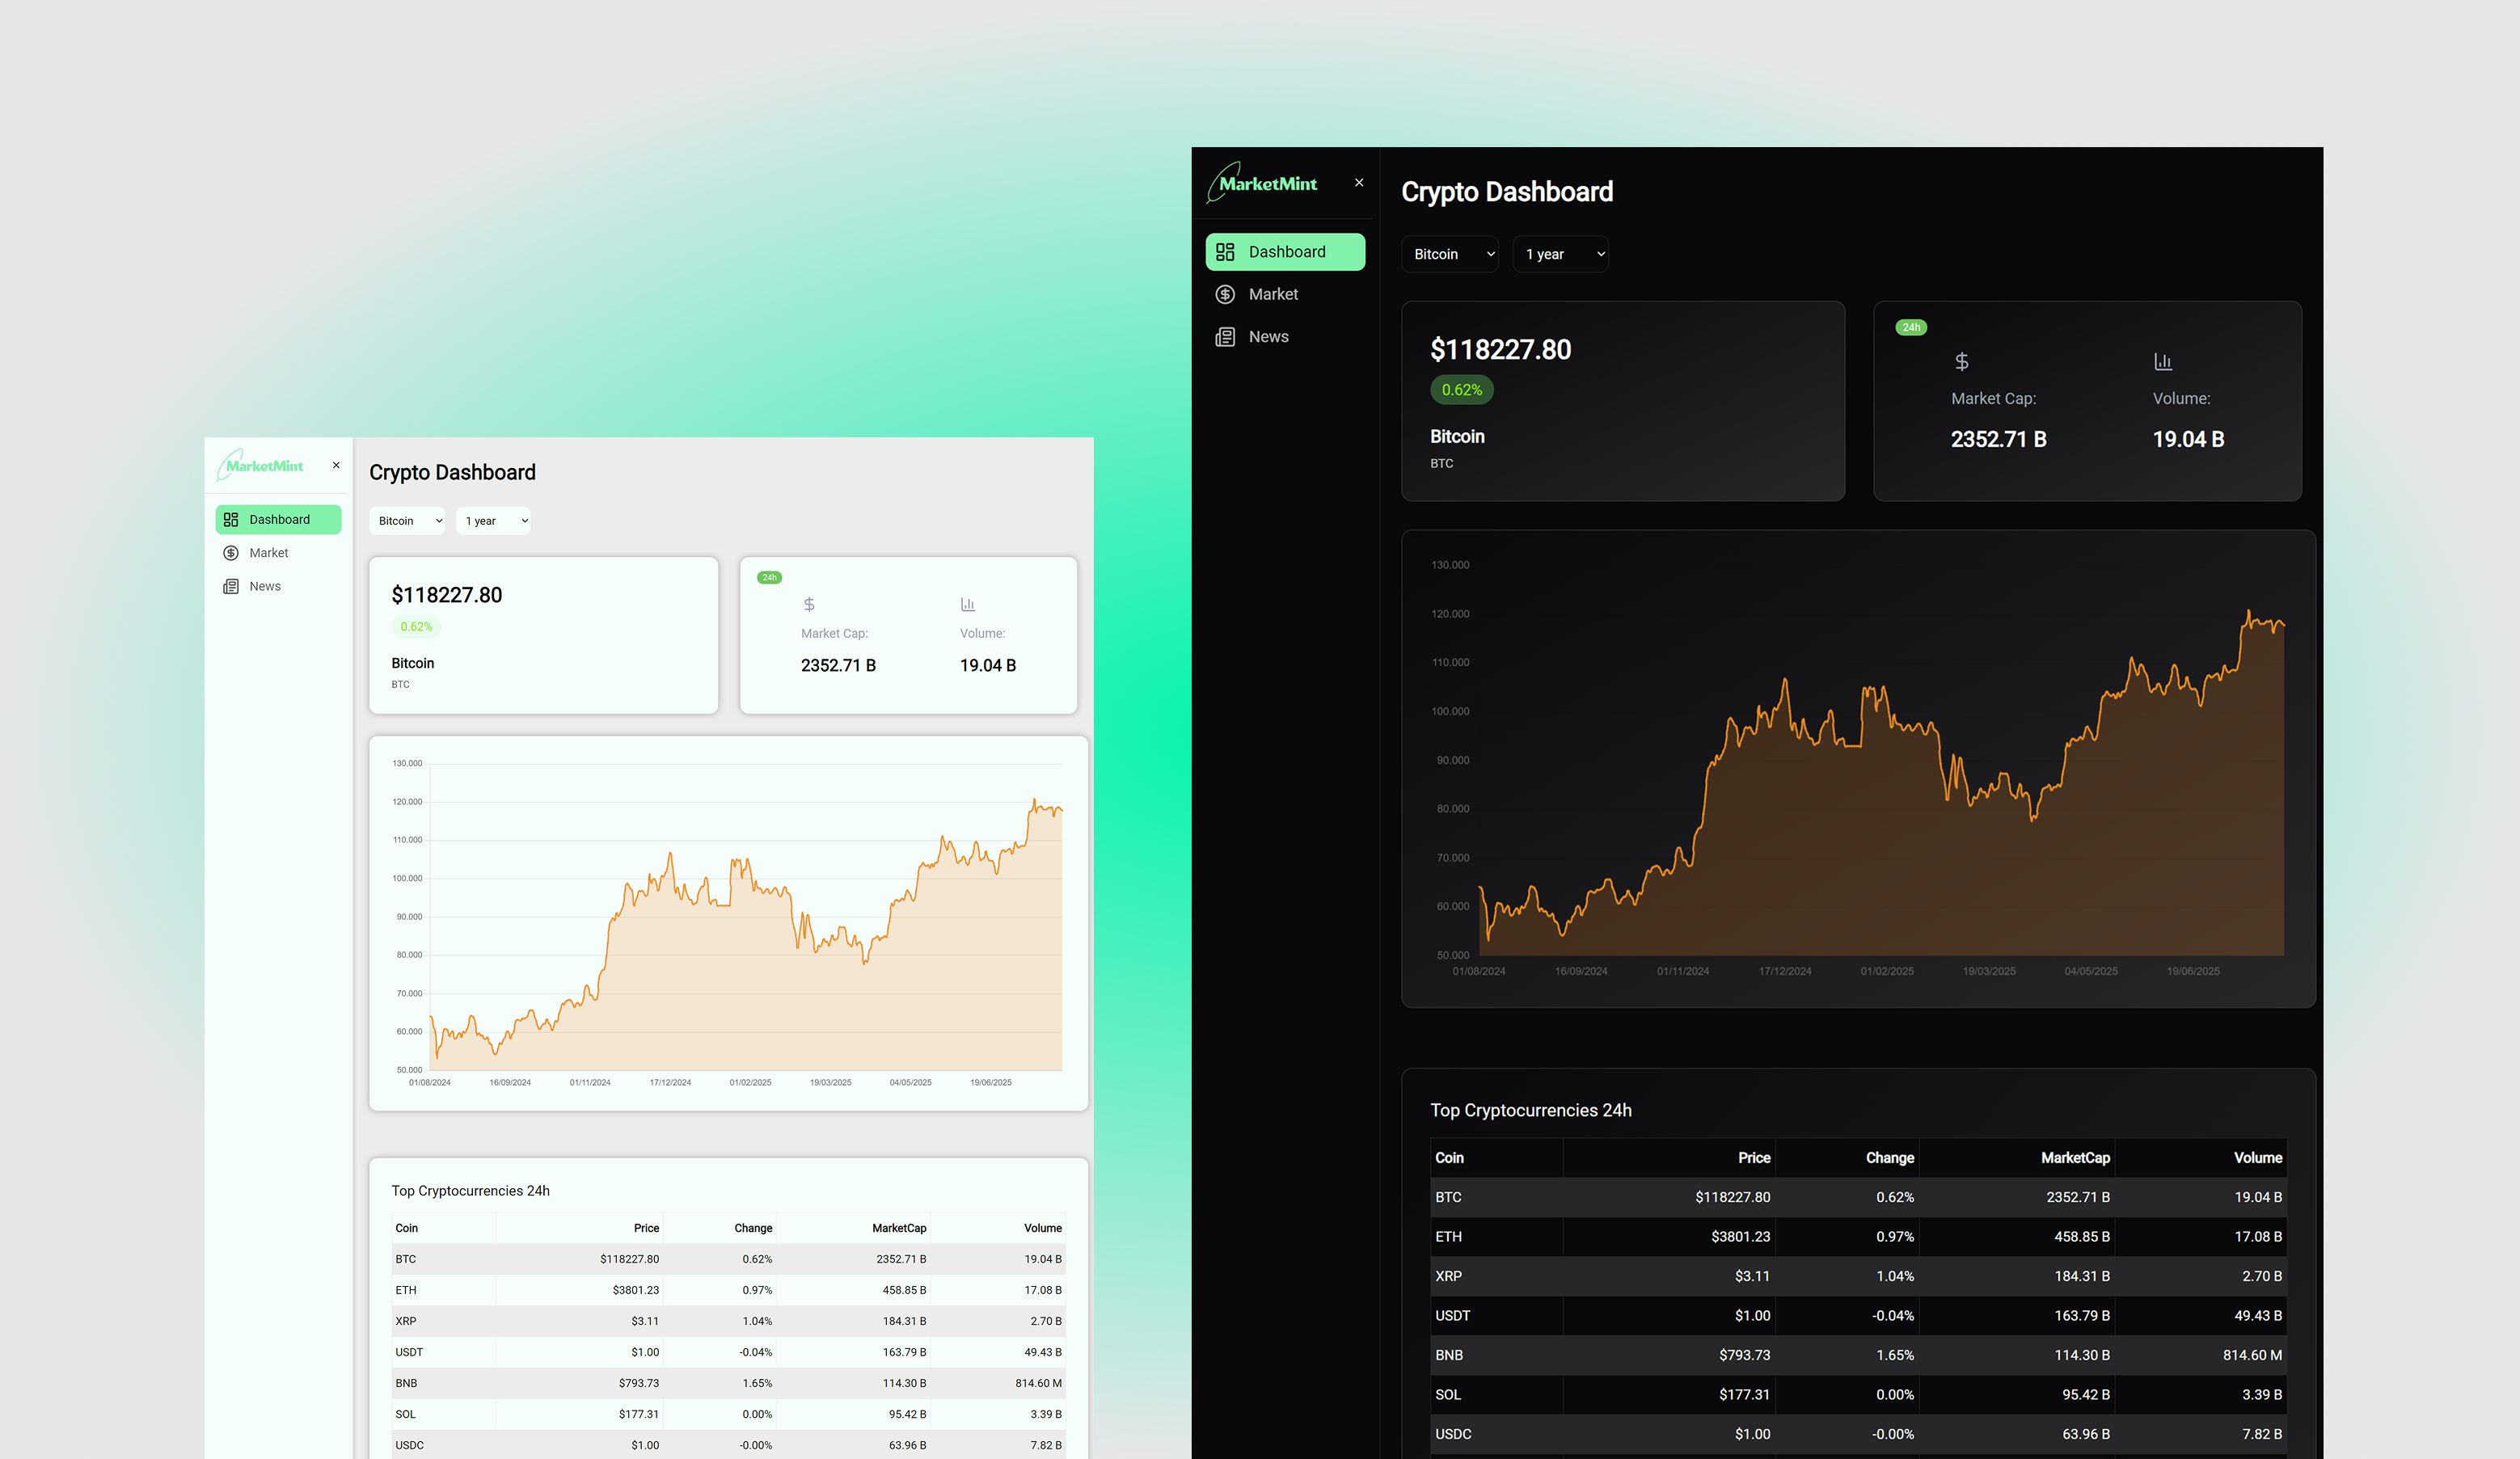 MarketMint
Dashboard
Market
News
Crypto Dashboard
Bitcoin 1 year
$118227.80
0.62%
Bitcoin
BTC
24h
Market Cap: Volume:
2352.71 B 19.04 B
130.000
120.000
110.000
100.000
90.000
80.000
70.000
60.000
50.000
01/08/2024 16/09/2024 01/11/2024 17/12/2024 01/02/2025 19/03/2025 04/05/2025 19/06/2025
Top Cryptocurrencies 24h
Coin Price Change MarketCap Volume
BTC $118227.80 0.62% 2352.71 B 19.04 B
ETH $3801.23 0.97% 458.85 B 17.08 B
XRP $3.11 1.04% 184.31 B 2.70 B
USDT $1.00 -0.04% 163.79 B 49.43 B
BNB $793.73 1.65% 114.30 B 814.60 M
SOL $177.31 0.00% 95.42 B 3.39 B
USDC $1.00 -0.00% 63.96 B 7.82 B
MarketMint
Dashboard
Market
News
Crypto Dashboard
Bitcoin 1 year
$118227.80
0.62%
Bitcoin
BTC
24h
Market Cap: Volume:
2352.71 B 19.04 B
130.000
120.000
110.000
100.000
90.000
80.000
70.000
60.000
50.000
01/08/2024 16/09/2024 01/11/2024 17/12/2024 01/02/2025 19/03/2025 04/05/2025 19/06/2025
Top Cryptocurrencies 24h
Coin Price Change MarketCap Volume
BTC $118227.80 0.62% 2352.71 B 19.04 B
ETH $3801.23 0.97% 458.85 B 17.08 B
XRP $3.11 1.04% 184.31 B 2.70 B
USDT $1.00 -0.04% 163.79 B 49.43 B
BNB $793.73 1.65% 114.30 B 814.60 M
SOL $177.31 0.00% 95.42 B 3.39 B
USDC $1.00 -0.00% 63.96 B 7.82 B